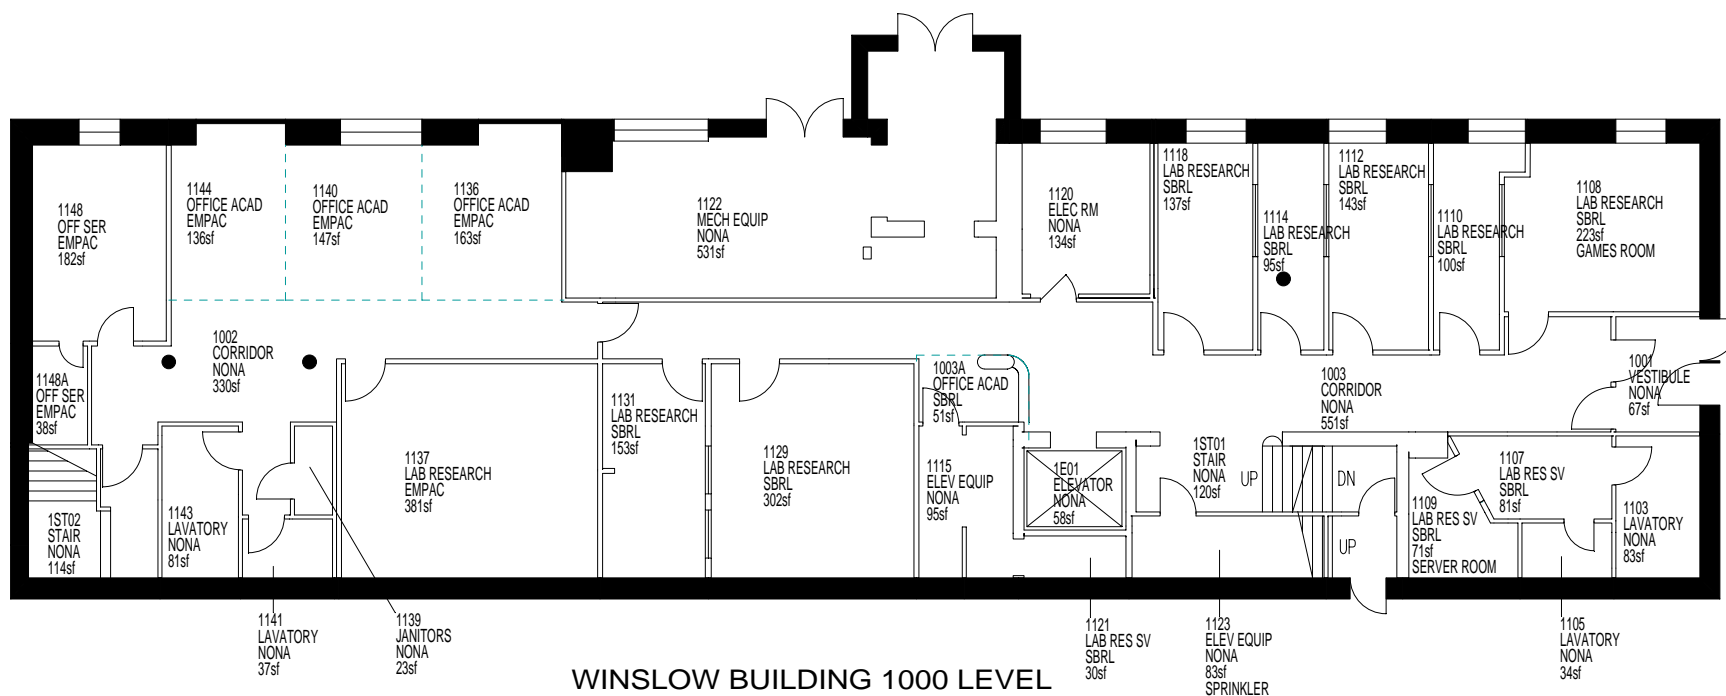 1148
OFF SER
EMPAC
182sf
1144
OFFICE ACAD
EMPAC
136sf
1140
OFFICE ACAD
EMPAC
147sf
1136
OFFICE ACAD
EMPAC
163sf
1122
MECH EQUIP
NONA
531sf
1120
ELEC RM
NONA
134sf
1118
LAB RESEARCH
SBRL
137sf
1114
LAB RESEARCH
SBRL
95sf
1112
LAB RESEARCH
SBRL
143sf
1110
LAB RESEARCH
SBRL
100sf
1108
LAB RESEARCH
SBRL
223sf
GAMES ROOM
1148A
OFF SER
EMPAC
38sf
1002
CORRIDOR
NONA
330sf
1137
LAB RESEARCH
EMPAC
381sf
1131
LAB RESEARCH
SBRL
153sf
1129
LAB RESEARCH
SBRL
302sf
1003A
OFFICE ACAD
SBRL
51sf
1115
ELEV EQUIP
NONA
95sf
1E01
ELEVATOR
NONA
58sf
1ST01
STAIR
NONA
120sf
UP
DN
UP
1003
CORRIDOR
NONA
551sf
1001
VESTIBULE
NONA
67sf
1107
LAB RES SV
SBRL
81sf
1109
LAB RES SV
SBRL
71sf
SERVER ROOM
1103
LAVATORY
NONA
83sf
1ST02
STAIR
NONA
114sf
1143
LAVATORY
NONA
81sf
1141
LAVATORY
NONA
37sf
1139
JANITORS
NONA
23sf
1121
LAB RES SV
SBRL
30sf
1123
ELEV EQUIP
NONA
83sf
SPRINKLER
1105
LAVATORY
NONA
34sf
WINSLOW BUILDING 1000 LEVEL